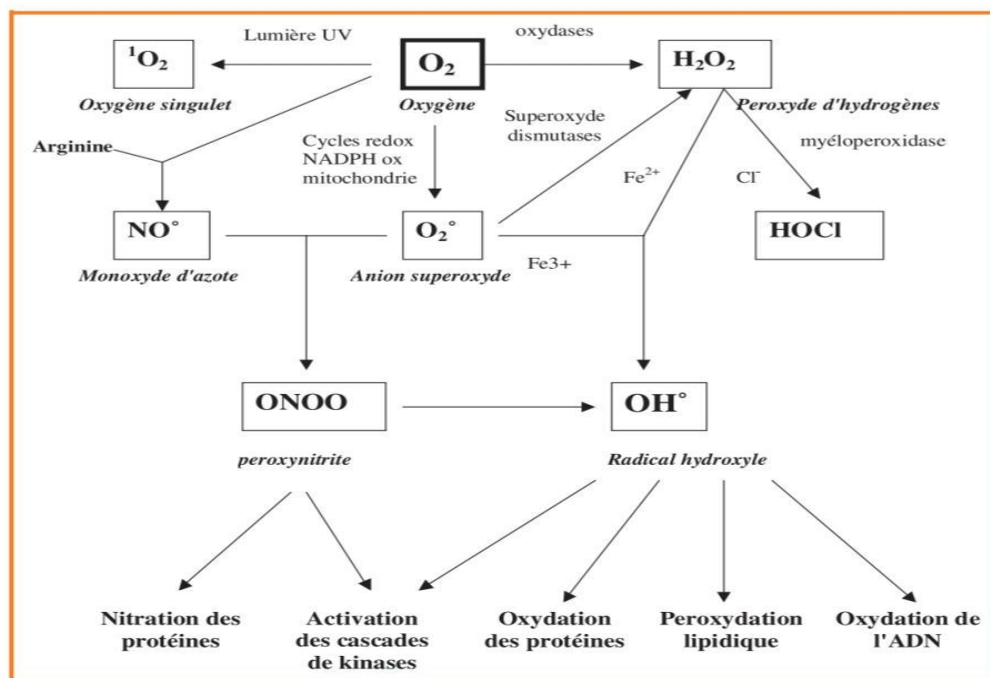 Lumière UV
oxydases
¹O₂
O₂
H₂O₂
Oxygène singulet
Oxygène
Peroxyde d'hydrogènes
Arginine
Cycles redox
NADPH ox
mitochondrie
Superoxyde
dismutases
myéloperoxidase
Fe²⁺
Cl⁻
NO°
O₂°
HOCl
Monoxyde d'azote
Anion superoxyde
Fe3+
ONOO
OH°
peroxynitrite
Radical hydroxyle
Nitration des
protéines
Activation
des cascades
de kinases
Oxydation
des protéines
Peroxydation
lipidique
Oxydation de
l'ADN